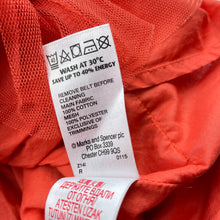 WASH AT 30°C
SAVE UP TO 40% ENERGY
REMOVE BELT BEFORE
CLEANING
MAIN FABRIC
100% COTTON
MESH
100% POLYESTER
EXCLUSIVE OF
TRIMMINGS
© Marks and Spencer plc
PO Box 3339
Chester CH99 9QS
0115
R